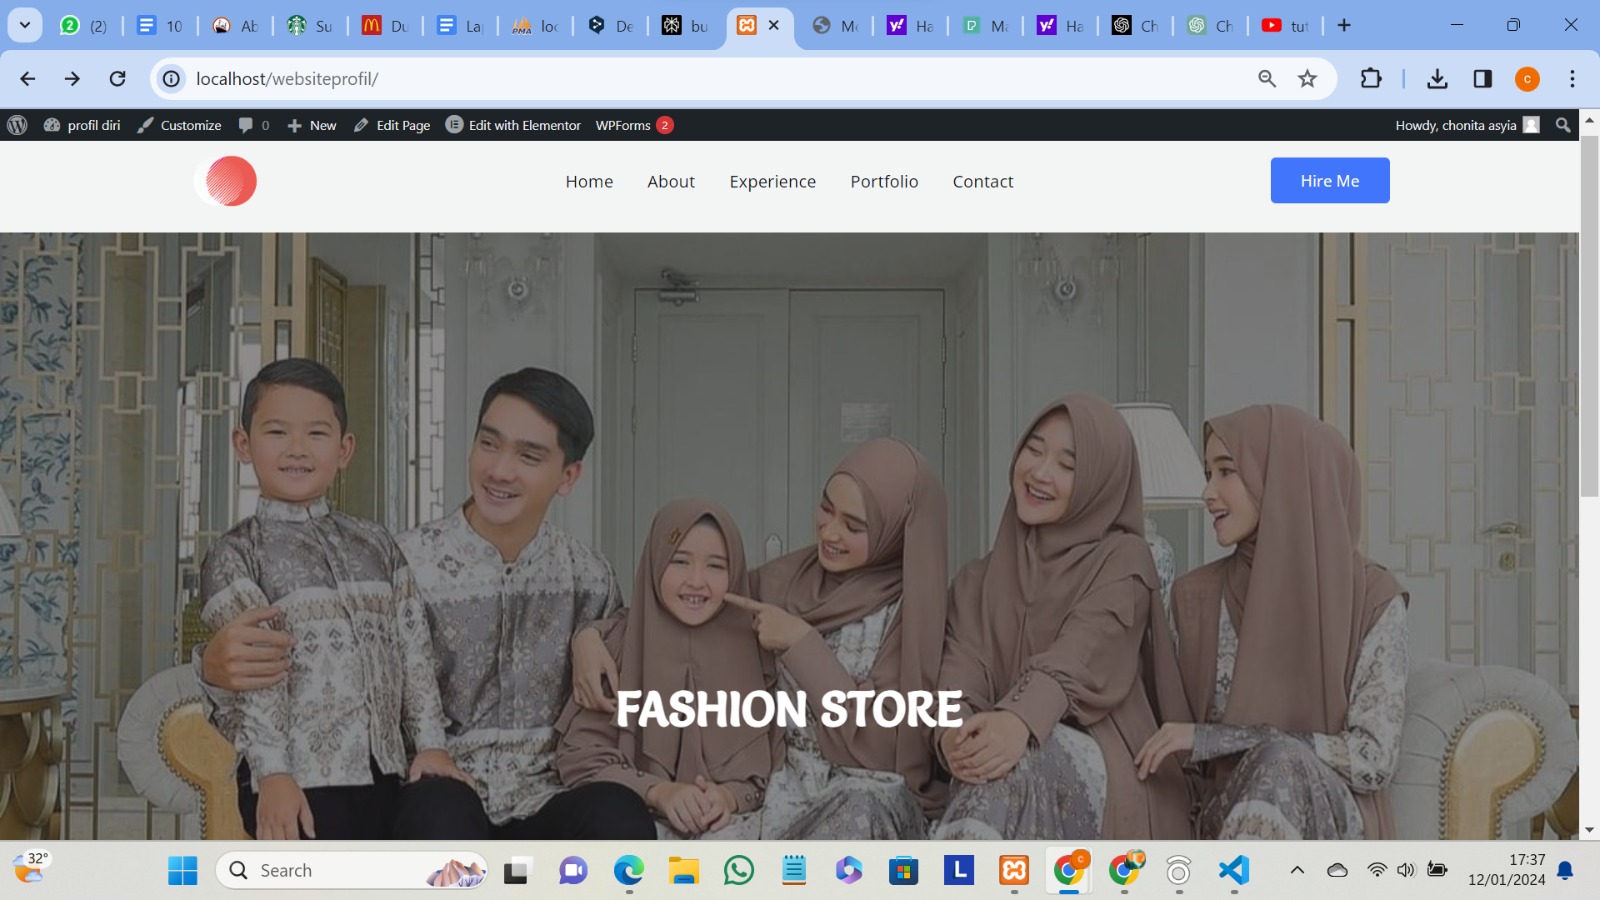 (2)
10
Ab
Su
Du
La
PMA
loc
De
bu
Me
Ha
Ma
Ha
Ch
Ch
tut
localhost/websiteprofil/
c
profil diri Customize 0 New Edit Page Edit with Elementor WPForms 2 Howdy, chonita asyia
Home About Experience Portfolio Contact Hire Me
FASHION STORE
32°
Search
17:37
12/01/2024